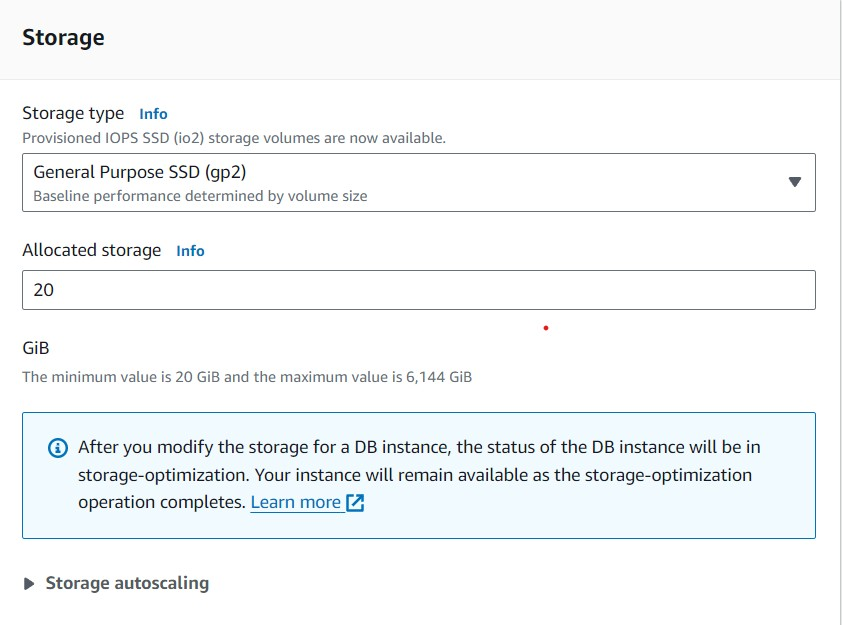 Storage
Storage type Info
Provisioned IOPS SSD (io2) storage volumes are now available.
General Purpose SSD (gp2)
Baseline performance determined by volume size
Allocated storage Info
20
GiB
The minimum value is 20 GiB and the maximum value is 6,144 GiB
After you modify the storage for a DB instance, the status of the DB instance will be in
storage-optimization. Your instance will remain available as the storage-optimization
operation completes. Learn more
Storage autoscaling